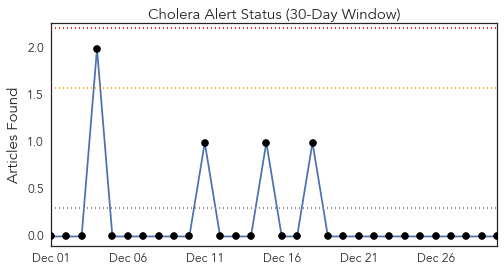 Cholera Alert Status (30-Day Window)
Articles Found
2.0
1.5
1.0
0.5
0.0
Dec 01 Dec 06 Dec 11 Dec 16 Dec 21 Dec 26